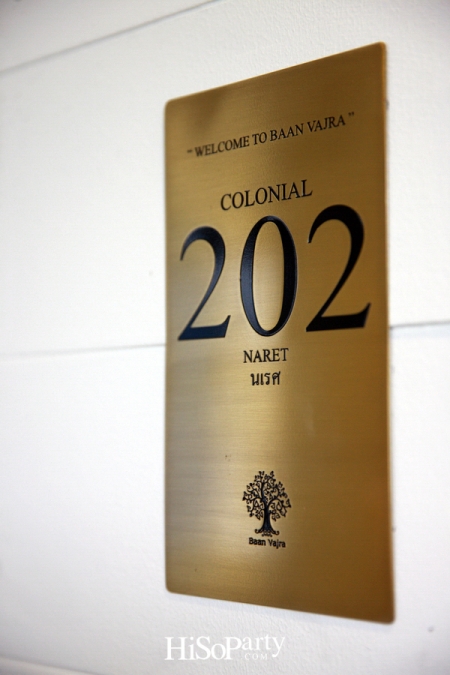 " WELCOME TO BAAN VAJRA "
COLONIAL
202
NARET
นเรศ
Baan Vajra
HiSoParty
.COM